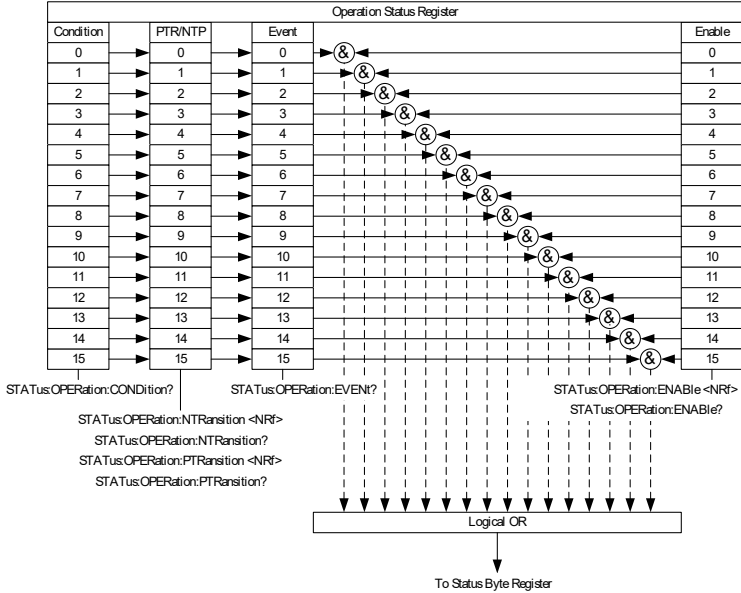 Operation Status Register
Condition PTR/NTP Event Enable
0 0 0 & 0
1 1 1 & 1
2 2 2 & 2
3 3 3 & 3
4 4 4 & 4
5 5 5 & 5
6 6 6 & 6
7 7 7 & 7
8 8 8 & 8
9 9 9 & 9
10 10 10 & 10
11 11 11 & 11
12 12 12 & 12
13 13 13 & 13
14 14 14 & 14
15 15 15 & 15
STATus:OPERation:CONDition? STATus:OPERation:EVENt? STATus:OPERation:ENABle <NRf>
STATus:OPERation:ENABle?
STATus:OPERation:NTRansition <NRf>
STATus:OPERation:NTRansition?
STATus:OPERation:PTRansition <NRf>
STATus:OPERation:PTRansition?
Logical OR
To Status Byte Register